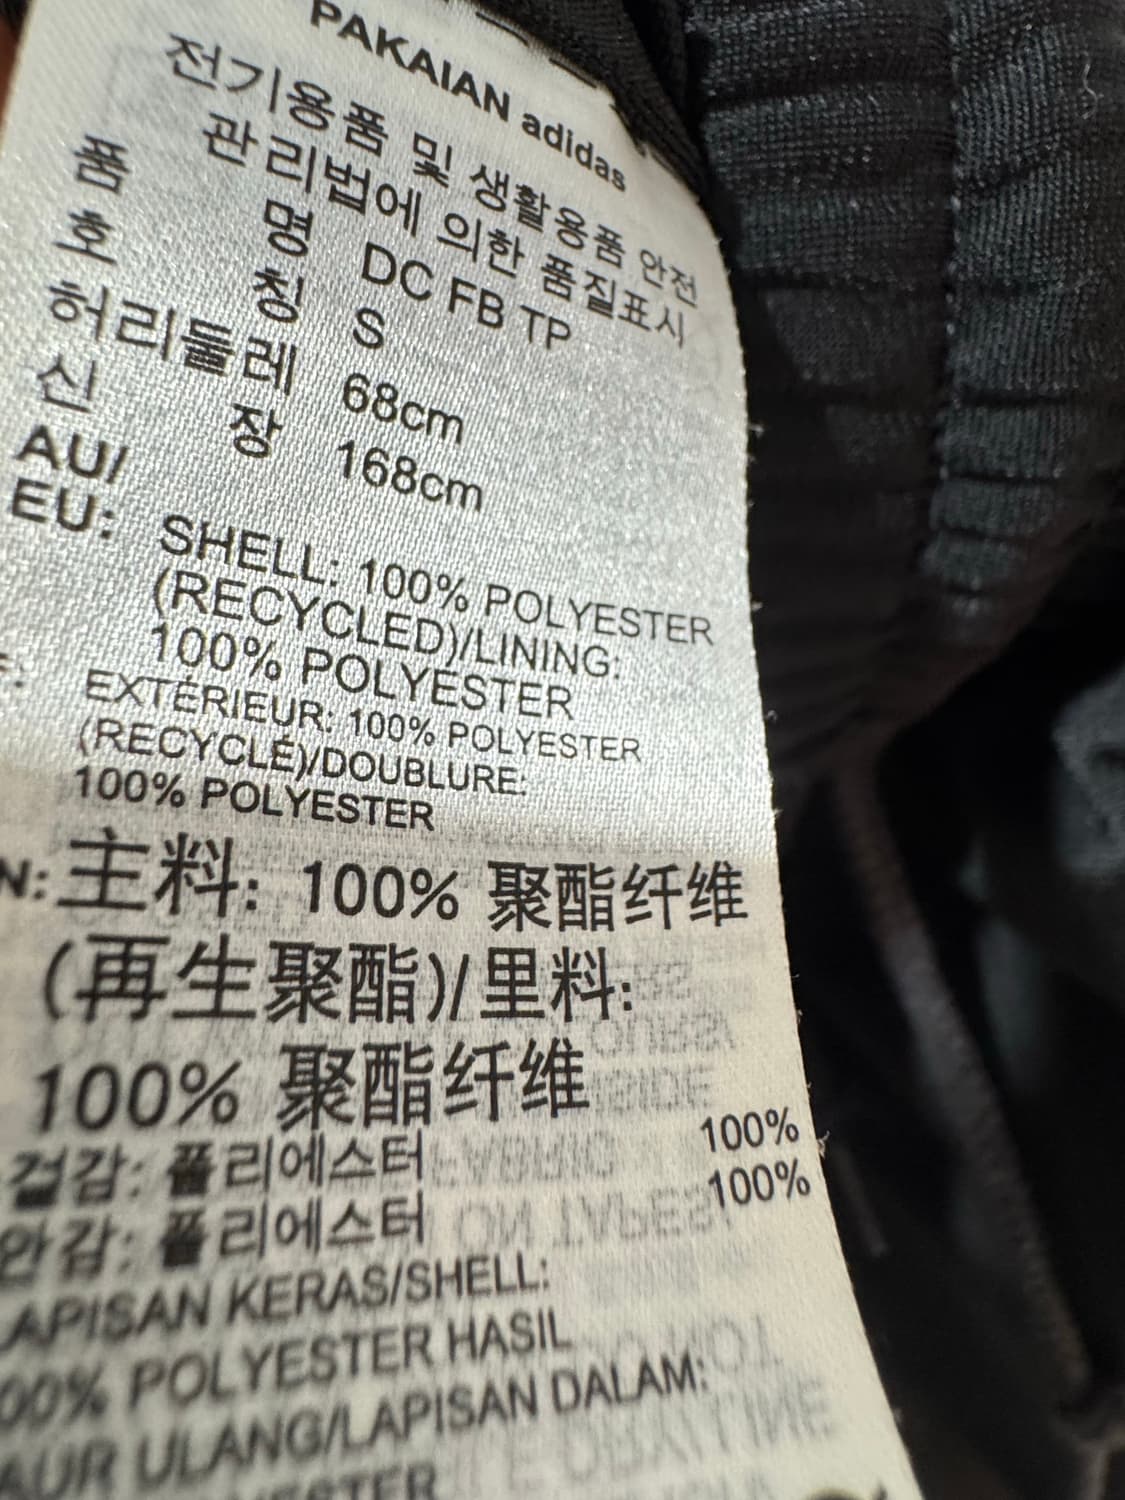 PAKAIAN adidas
전기용품 및 생활용품 안전
관리법에 의한 품질표시
품 명 DC FB TP
호 칭 S
허리둘레 68cm
신 장 168cm
AU/
EU: SHELL: 100% POLYESTER
(RECYCLED)/LINING:
100% POLYESTER
EXTÉRIEUR: 100% POLYESTER
(RECYCLÉ)/DOUBLURE:
100% POLYESTER
N: 主料: 100% 聚酯纤维
(再生聚酯)/里料:
100% 聚酯纤维
겉감: 폴리에스터 100%
안감: 폴리에스터 100%
APISAN KERAS/SHELL:
00% POLYESTER HASIL
AUR ULANG/LAPISAN DALAM: